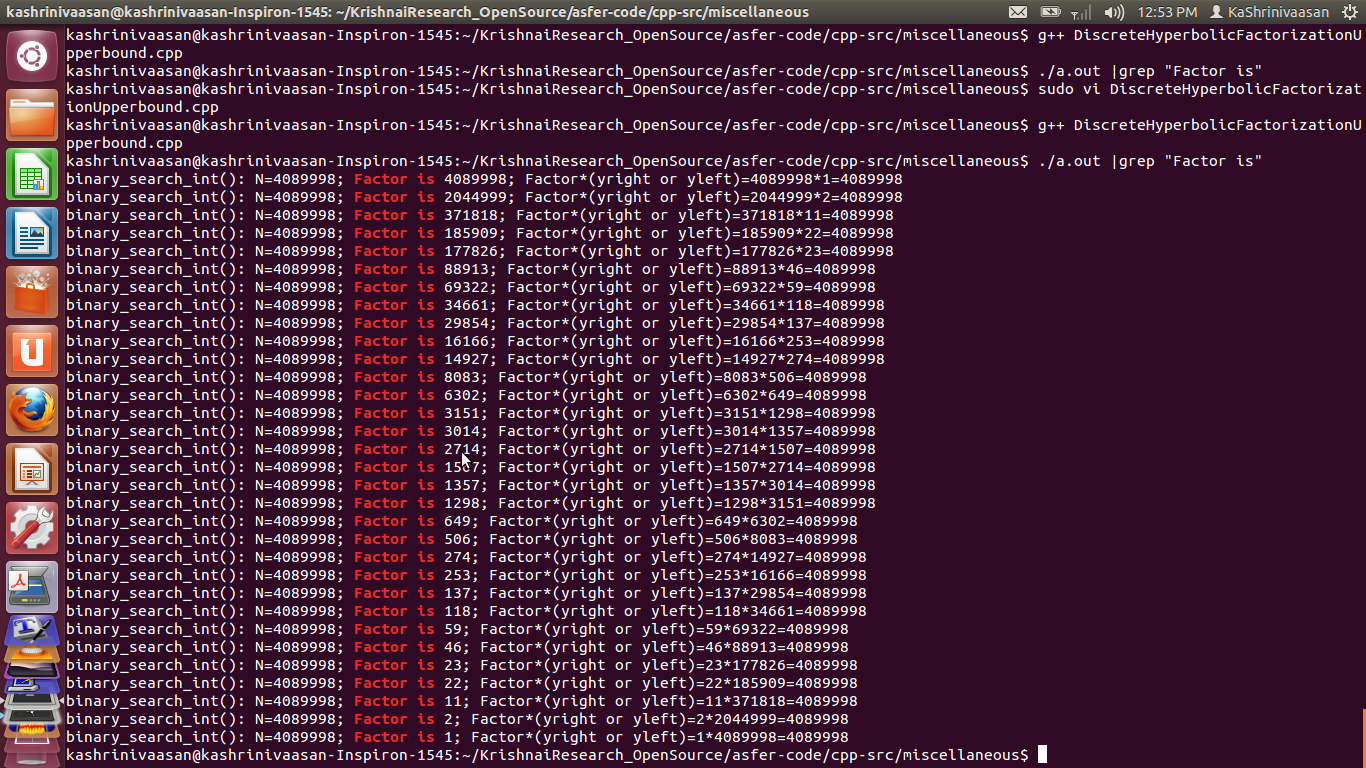 kashrinivaasan@kashrinivaasan-Inspiron-1545: ~/KrishnaiResearch_OpenSource/asfer-code/cpp-src/miscellaneous
12:53 PM
KaShrinivaasan
kashrinivaasan@kashrinivaasan-Inspiron-1545:~/KrishnaiResearch_OpenSource/asfer-code/cpp-src/miscellaneous$ g++ DiscreteHyperbolicFactorizationU
pperbound.cpp
kashrinivaasan@kashrinivaasan-Inspiron-1545:~/KrishnaiResearch_OpenSource/asfer-code/cpp-src/miscellaneous$ ./a.out |grep "Factor is"
kashrinivaasan@kashrinivaasan-Inspiron-1545:~/KrishnaiResearch_OpenSource/asfer-code/cpp-src/miscellaneous$ sudo vi DiscreteHyperbolicFactorizat
ionUpperbound.cpp
kashrinivaasan@kashrinivaasan-Inspiron-1545:~/KrishnaiResearch_OpenSource/asfer-code/cpp-src/miscellaneous$ g++ DiscreteHyperbolicFactorizationU
pperbound.cpp
kashrinivaasan@kashrinivaasan-Inspiron-1545:~/KrishnaiResearch_OpenSource/asfer-code/cpp-src/miscellaneous$ ./a.out |grep "Factor is"
binary_search_int(): N=4089998; Factor is 4089998; Factor*(yright or yleft)=4089998*1=4089998
binary_search_int(): N=4089998; Factor is 2044999; Factor*(yright or yleft)=2044999*2=4089998
binary_search_int(): N=4089998; Factor is 371818; Factor*(yright or yleft)=371818*11=4089998
binary_search_int(): N=4089998; Factor is 185909; Factor*(yright or yleft)=185909*22=4089998
binary_search_int(): N=4089998; Factor is 177826; Factor*(yright or yleft)=177826*23=4089998
binary_search_int(): N=4089998; Factor is 88913; Factor*(yright or yleft)=88913*46=4089998
binary_search_int(): N=4089998; Factor is 69322; Factor*(yright or yleft)=69322*59=4089998
binary_search_int(): N=4089998; Factor is 34661; Factor*(yright or yleft)=34661*118=4089998
binary_search_int(): N=4089998; Factor is 29854; Factor*(yright or yleft)=29854*137=4089998
binary_search_int(): N=4089998; Factor is 16166; Factor*(yright or yleft)=16166*253=4089998
binary_search_int(): N=4089998; Factor is 14927; Factor*(yright or yleft)=14927*274=4089998
binary_search_int(): N=4089998; Factor is 8083; Factor*(yright or yleft)=8083*506=4089998
binary_search_int(): N=4089998; Factor is 6302; Factor*(yright or yleft)=6302*649=4089998
binary_search_int(): N=4089998; Factor is 3151; Factor*(yright or yleft)=3151*1298=4089998
binary_search_int(): N=4089998; Factor is 3014; Factor*(yright or yleft)=3014*1357=4089998
binary_search_int(): N=4089998; Factor is 2714; Factor*(yright or yleft)=2714*1507=4089998
binary_search_int(): N=4089998; Factor is 1507; Factor*(yright or yleft)=1507*2714=4089998
binary_search_int(): N=4089998; Factor is 1357; Factor*(yright or yleft)=1357*3014=4089998
binary_search_int(): N=4089998; Factor is 1298; Factor*(yright or yleft)=1298*3151=4089998
binary_search_int(): N=4089998; Factor is 649; Factor*(yright or yleft)=649*6302=4089998
binary_search_int(): N=4089998; Factor is 506; Factor*(yright or yleft)=506*8083=4089998
binary_search_int(): N=4089998; Factor is 274; Factor*(yright or yleft)=274*14927=4089998
binary_search_int(): N=4089998; Factor is 253; Factor*(yright or yleft)=253*16166=4089998
binary_search_int(): N=4089998; Factor is 137; Factor*(yright or yleft)=137*29854=4089998
binary_search_int(): N=4089998; Factor is 118; Factor*(yright or yleft)=118*34661=4089998
binary_search_int(): N=4089998; Factor is 59; Factor*(yright or yleft)=59*69322=4089998
binary_search_int(): N=4089998; Factor is 46; Factor*(yright or yleft)=46*88913=4089998
binary_search_int(): N=4089998; Factor is 23; Factor*(yright or yleft)=23*177826=4089998
binary_search_int(): N=4089998; Factor is 22; Factor*(yright or yleft)=22*185909=4089998
binary_search_int(): N=4089998; Factor is 11; Factor*(yright or yleft)=11*371818=4089998
binary_search_int(): N=4089998; Factor is 2; Factor*(yright or yleft)=2*2044999=4089998
binary_search_int(): N=4089998; Factor is 1; Factor*(yright or yleft)=1*4089998=4089998
kashrinivaasan@kashrinivaasan-Inspiron-1545:~/KrishnaiResearch_OpenSource/asfer-code/cpp-src/miscellaneous$